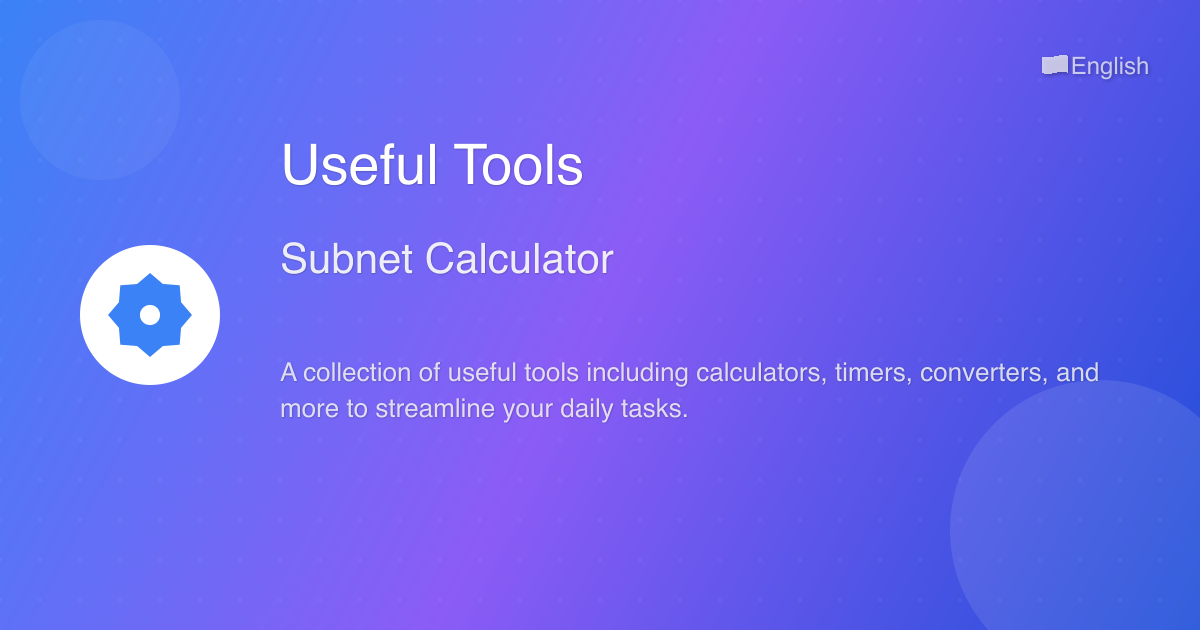 English
Useful Tools
Subnet Calculator
A collection of useful tools including calculators, timers, converters, and
more to streamline your daily tasks.